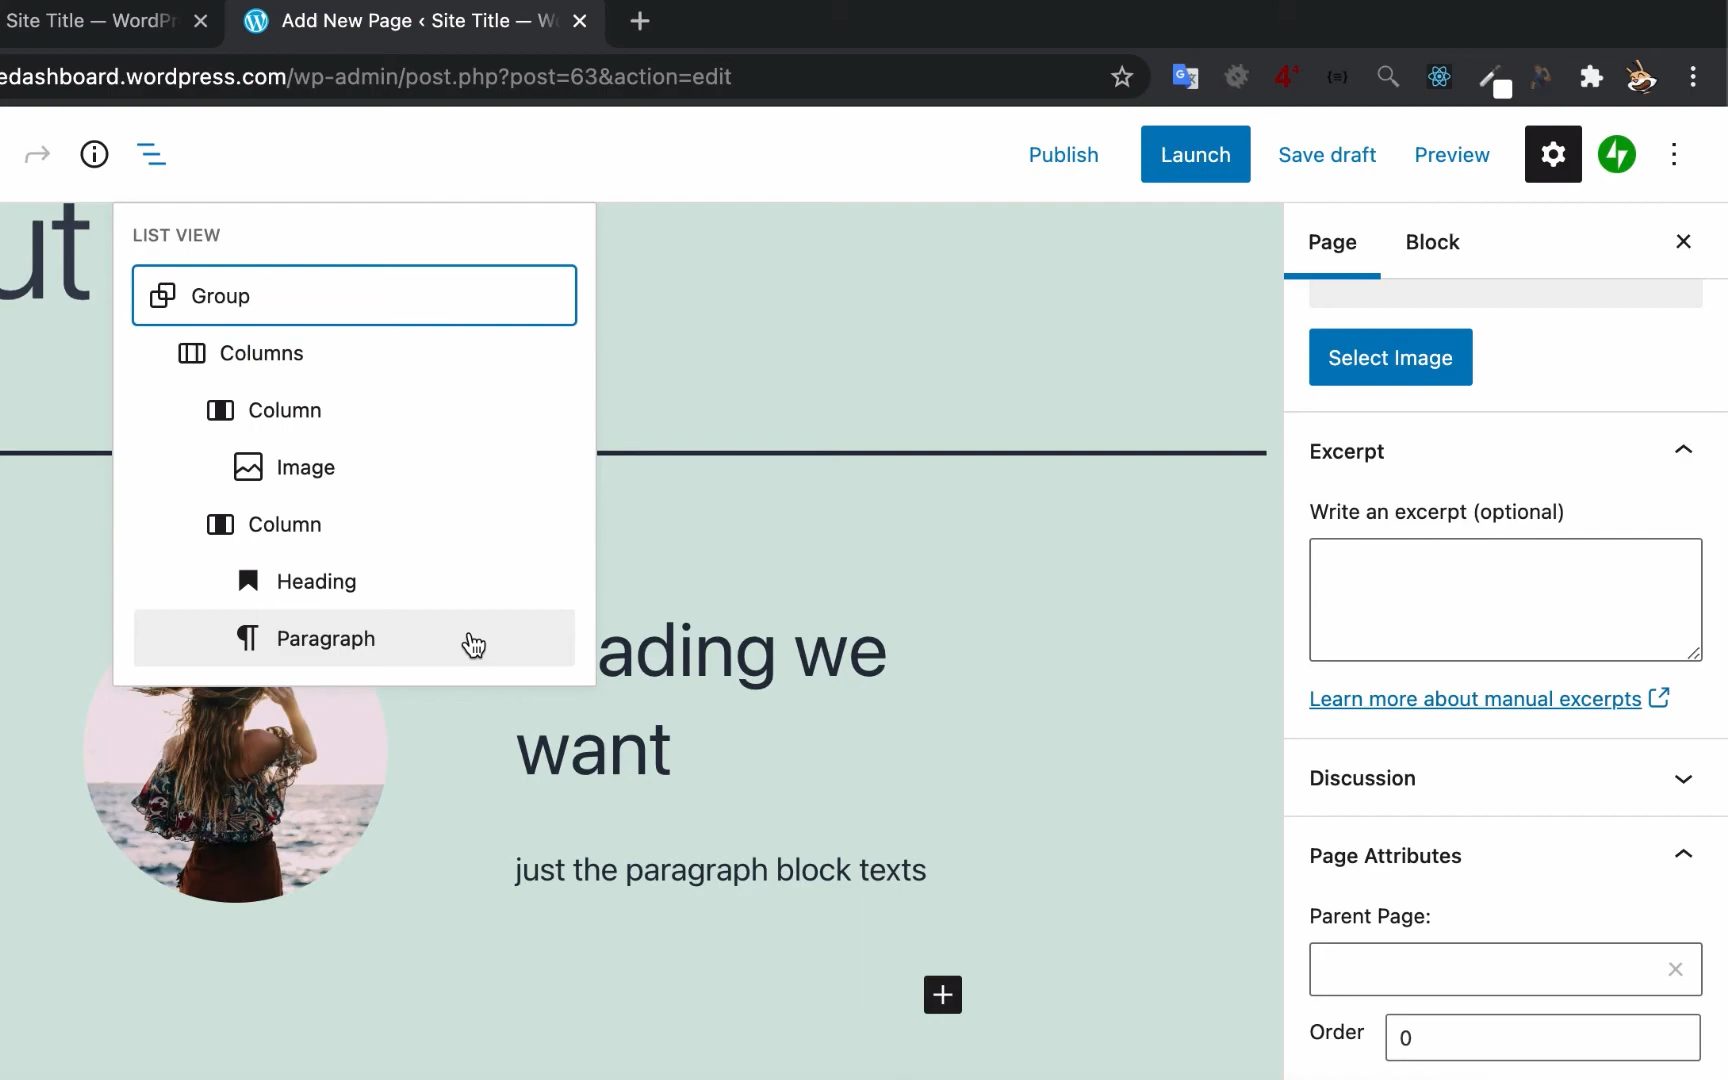 Site Title — WordPr
Add New Page ‹ Site Title — Wo
edashboard.wordpress.com/wp-admin/post.php?post=63&action=edit
Publish
Launch
Save draft
Preview
ut
LIST VIEW
Group
Columns
Column
Image
Column
Heading
Paragraph
ading we
want
just the paragraph block texts
Page
Block
Select Image
Excerpt
Write an excerpt (optional)
Learn more about manual excerpts
Discussion
Page Attributes
Parent Page:
Order
0